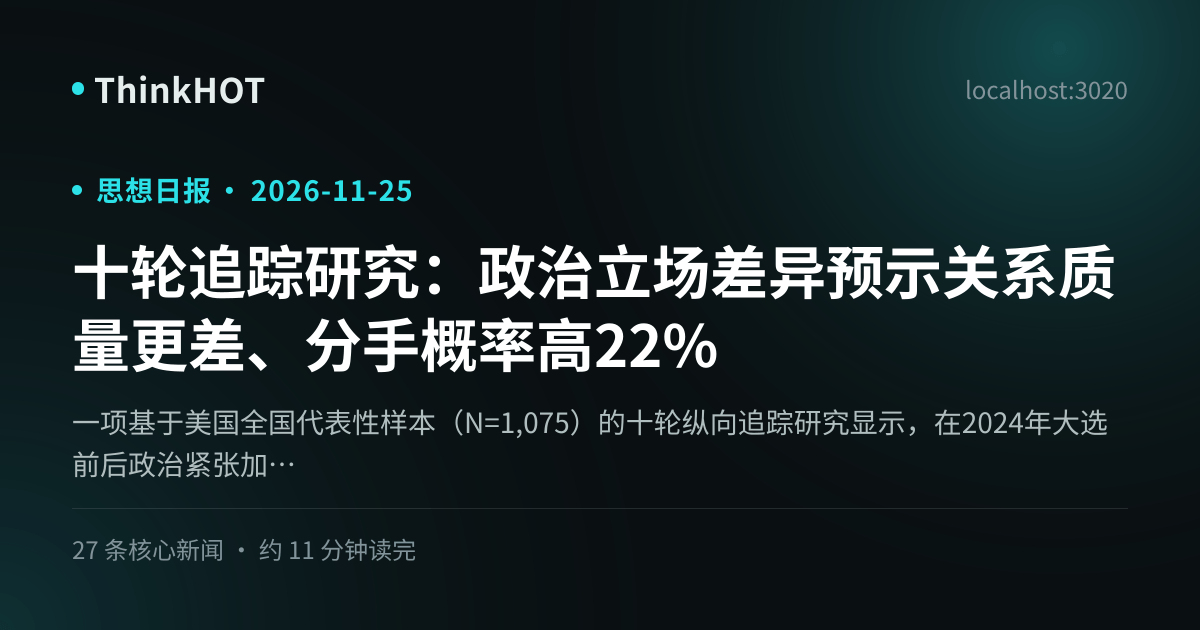 ThinkHOT
localhost:3020
思想日报 · 2026-11-25
十轮追踪研究：政治立场差异预示关系质
量更差、分手概率高22%
一项基于美国全国代表性样本（N=1,075）的十轮纵向追踪研究显示，在2024年大选
前后政治紧张加…
27 条核心新闻 · 约 11 分钟读完